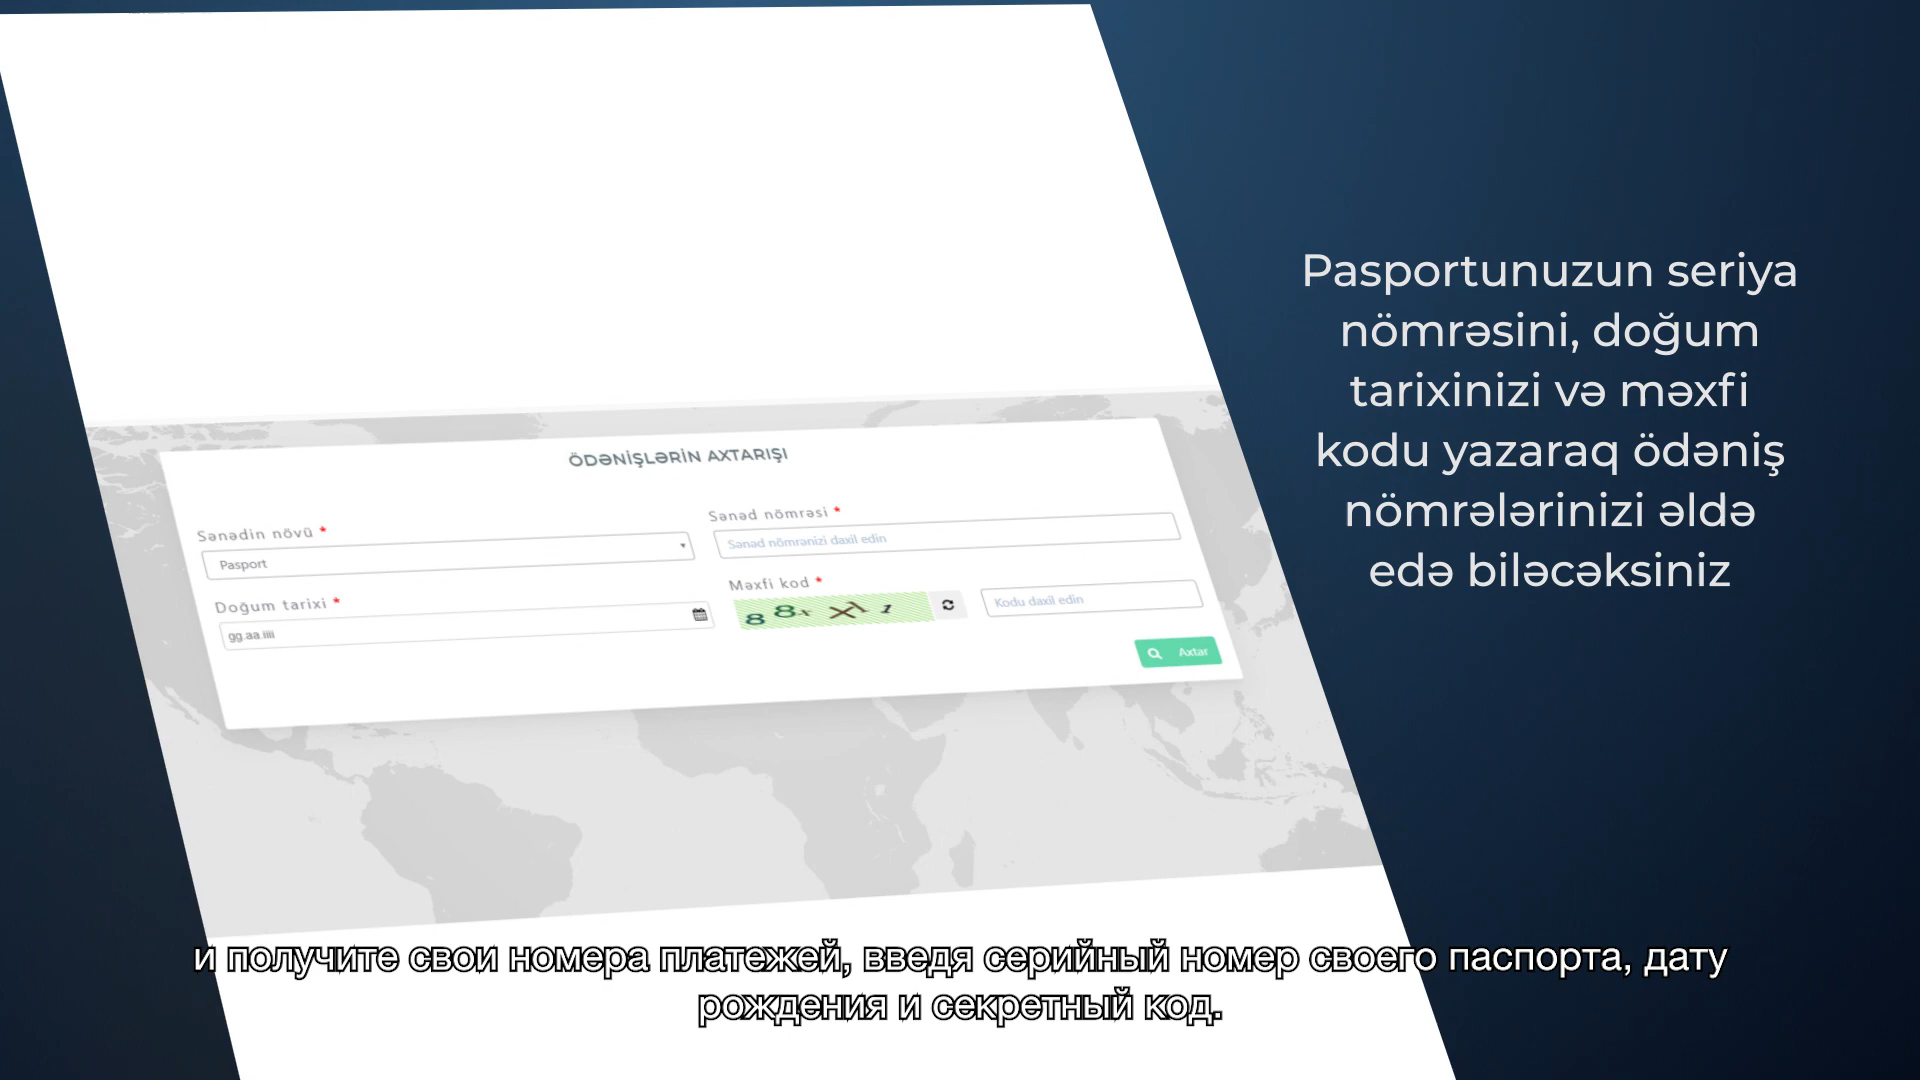 Pasportunuzun seriya
nömrəsini, doğum
tarixinizi və məxfi
kodu yazaraq ödəniş
nömrələrinizi əldə
edə biləcəksiniz
ÖDƏNİŞLƏRİN AXTARIŞI
Sənədin növü *
Pasport
Sənəd nömrəsi *
Sənəd nömrənizi daxil edin
Doğum tarixi *
gg.aa.iiii
Məxfi kod *
Kodu daxil edin
Axtar
и получите свои номера платежей, введя серийный номер своего паспорта, дату
рождения и секретный код.